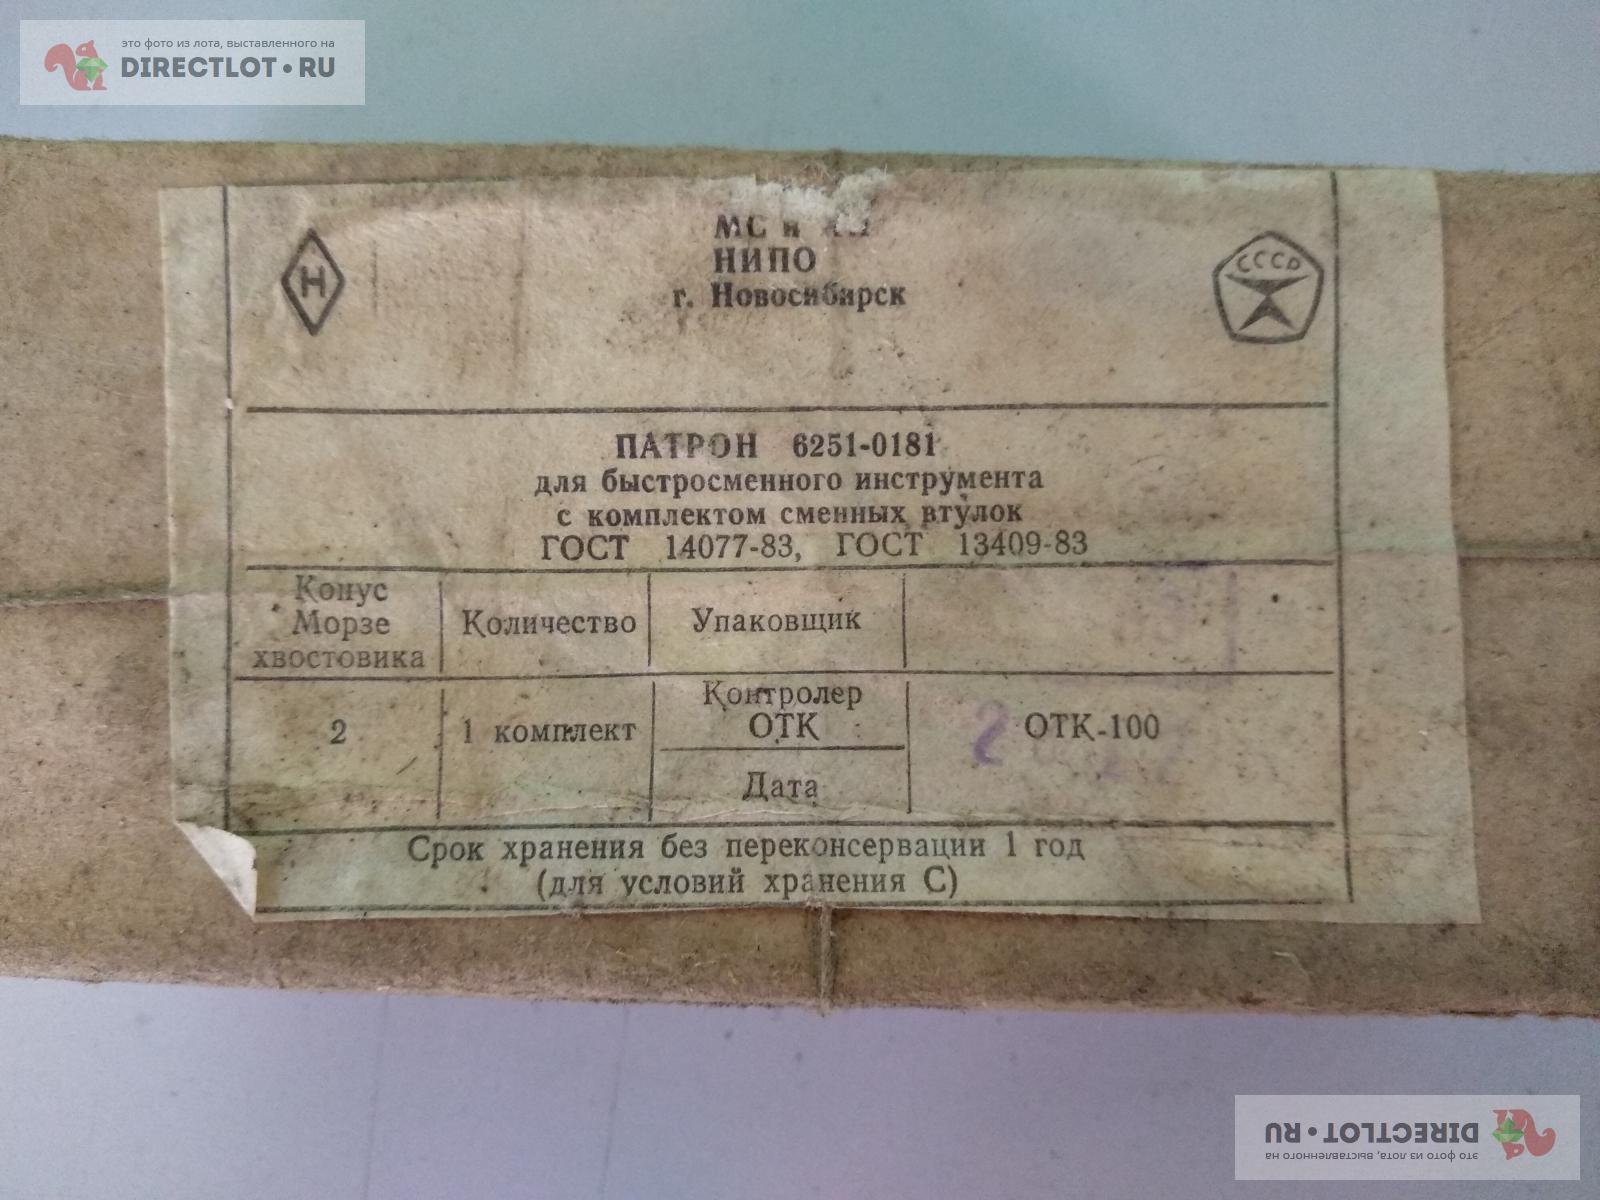 это фото из лота, выставленного на
DIRECTLOT•RU
МС и
НИПО
г. Новосибирск
Н
СССР
ПАТРОН 6251-0181
для быстросменного инструмента
с комплектом сменных втулок
ГОСТ 14077-83, ГОСТ 13409-83
Конус
Морзе
хвостовика
Количество
Упаковщик
2
1 комплект
Контролер
ОТК
2 ОТК-100
Дата
Срок хранения без переконсервации 1 год
(для условий хранения С)
DIRECTLOT•RU
это фото из лота, выставленного на